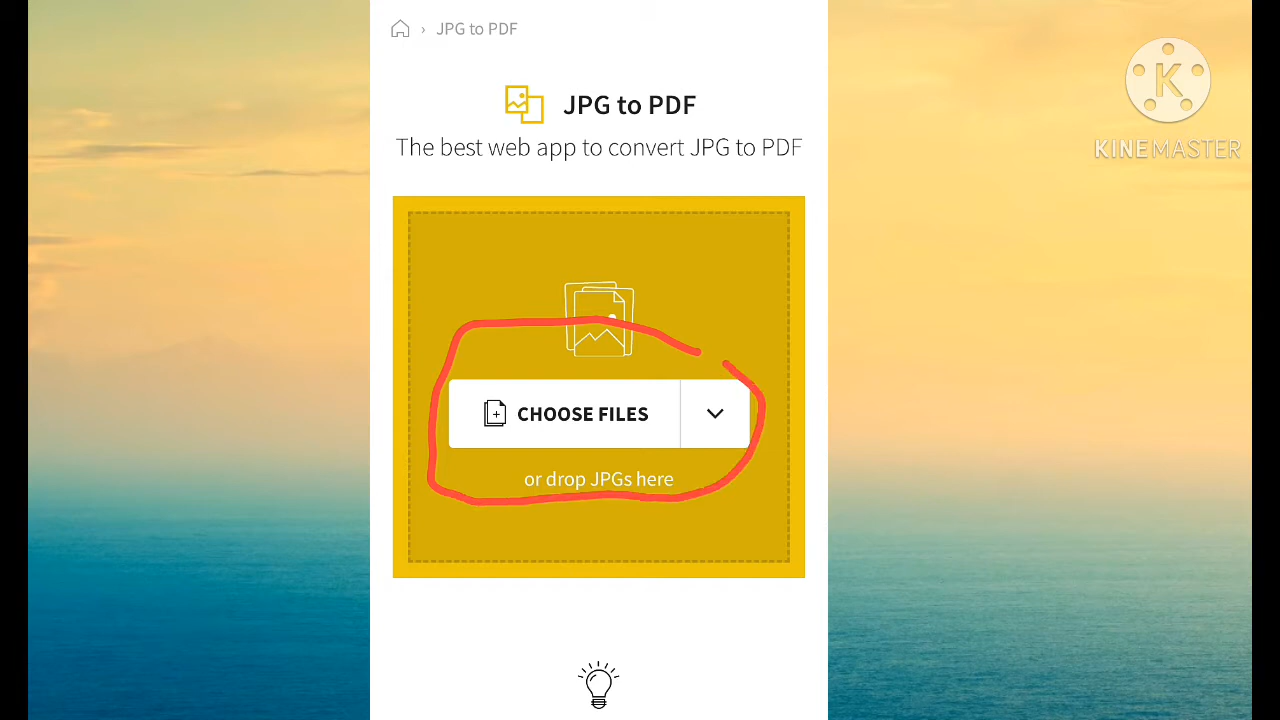 JPG to PDF
JPG to PDF
The best web app to convert JPG to PDF
CHOOSE FILES
or drop JPGs here
K
KINEMASTER